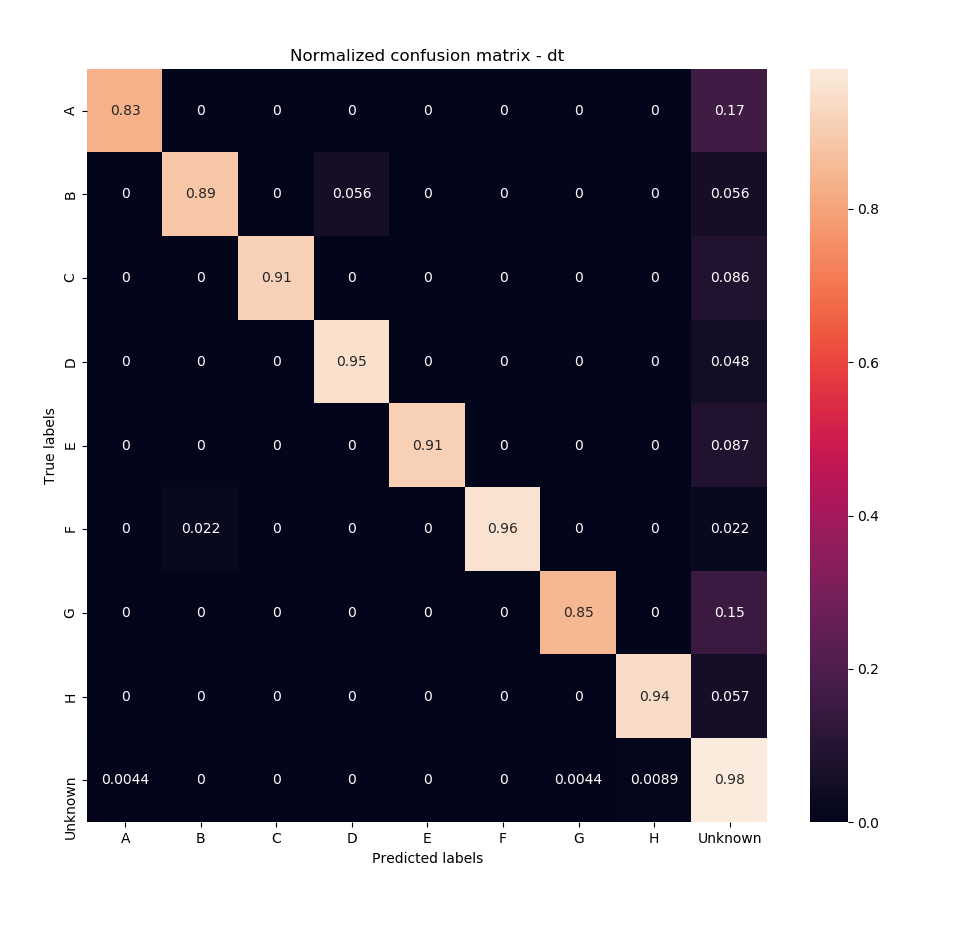 Normalized confusion matrix - dt
True labels
A 0.83 0 0 0 0 0 0 0 0.17
B 0 0.89 0 0.056 0 0 0 0 0.056
C 0 0 0.91 0 0 0 0 0 0.086
D 0 0 0 0.95 0 0 0 0 0.048
E 0 0 0 0 0.91 0 0 0 0.087
F 0 0.022 0 0 0 0.96 0 0 0.022
G 0 0 0 0 0 0 0.85 0 0.15
H 0 0 0 0 0 0 0 0.94 0.057
Unknown 0.0044 0 0 0 0 0 0.0044 0.0089 0.98
A B C D E F G H Unknown
Predicted labels
0.8
0.6
0.4
0.2
0.0